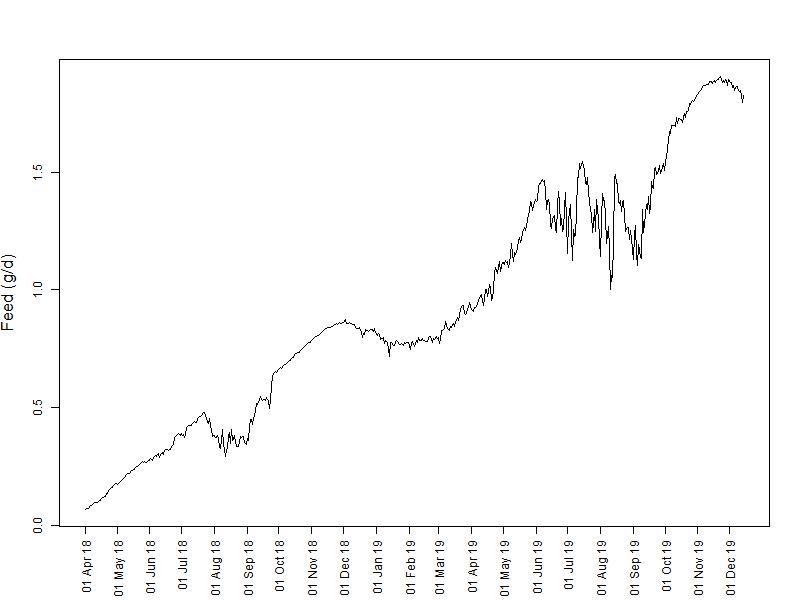 Feed (g/d)
1.5
1.0
0.5
0.0
01 Apr 18
01 May 18
01 Jun 18
01 Jul 18
01 Aug 18
01 Sep 18
01 Oct 18
01 Nov 18
01 Dec 18
01 Jan 19
01 Feb 19
01 Mar 19
01 Apr 19
01 May 19
01 Jun 19
01 Jul 19
01 Aug 19
01 Sep 19
01 Oct 19
01 Nov 19
01 Dec 19